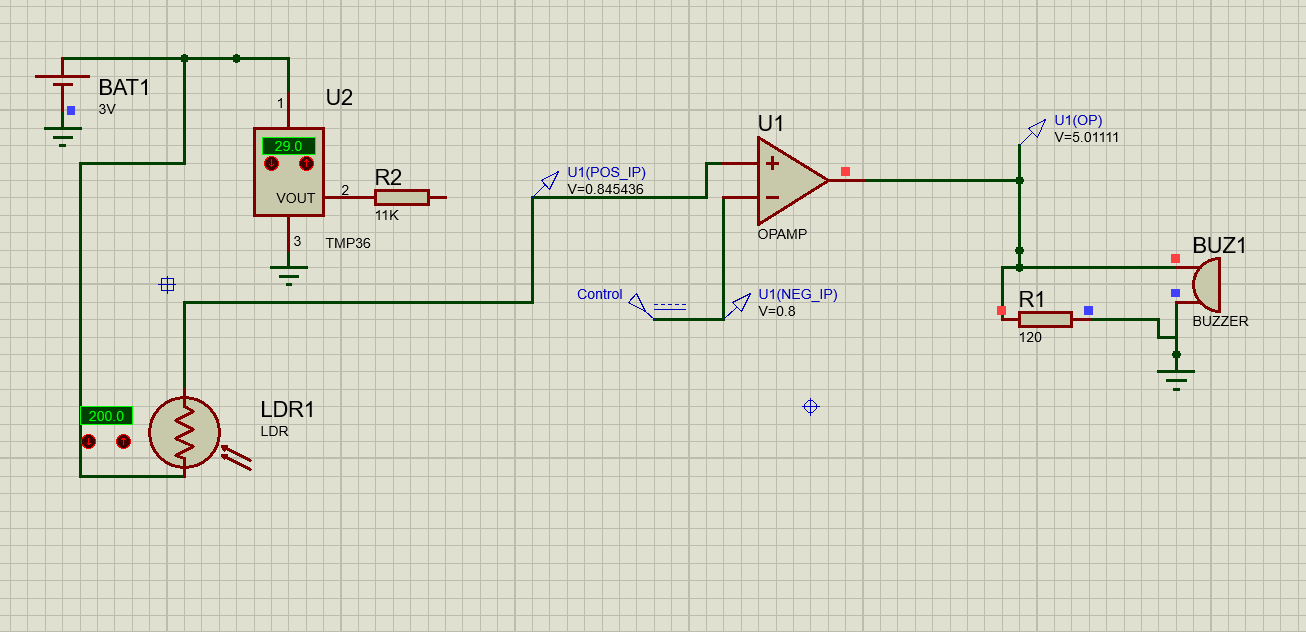 BAT1
3V
1
U2
29.0
VOUT
2
R2
11K
3
TMP36
U1(POS_IP)
V=0.845436
U1
OPAMP
U1(OP)
V=5.01111
Control
U1(NEG_IP)
V=0.8
BUZ1
BUZZER
R1
120
200.0
LDR1
LDR